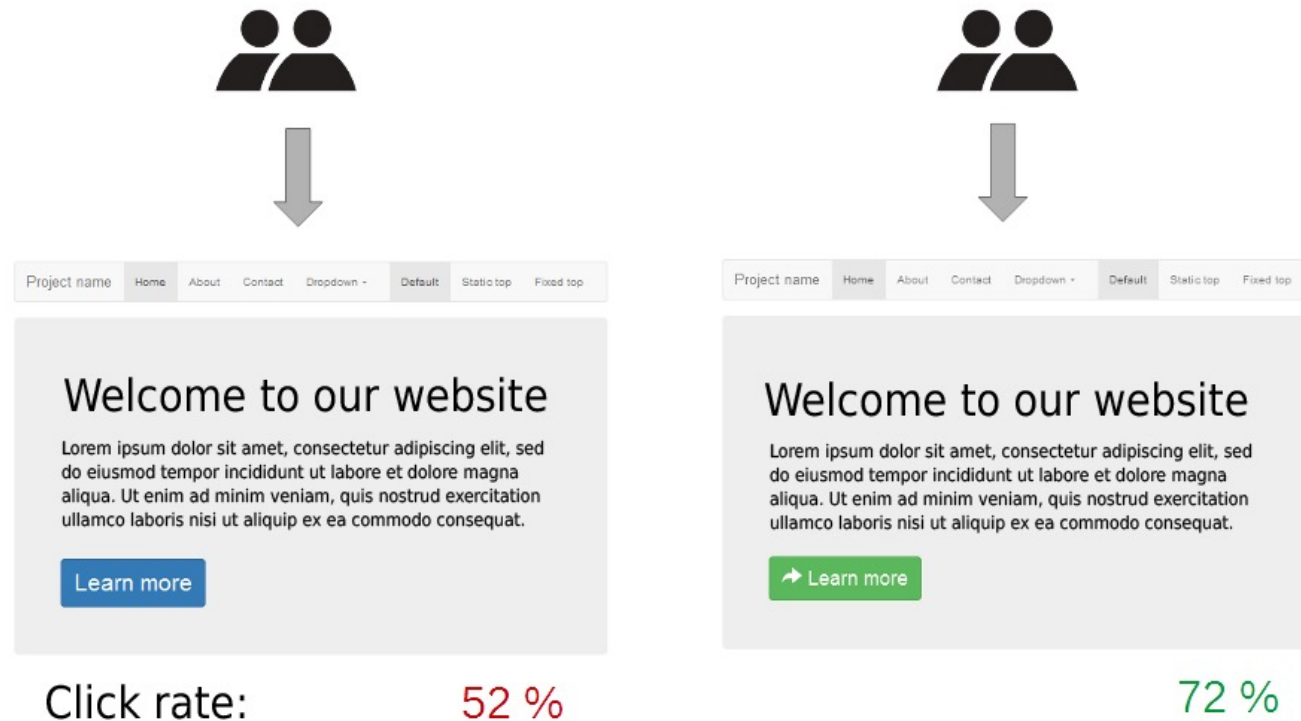 Project name Home About Contact Dropdown Default Static top Fixed top
Welcome to our website
Lorem ipsum dolor sit amet, consectetur adipiscing elit, sed
do eiusmod tempor incididunt ut labore et dolore magna
aliqua. Ut enim ad minim veniam, quis nostrud exercitation
ullamco laboris nisi ut aliquip ex ea commodo consequat.
Learn more
Project name Home About Contact Dropdown Default Static top Fixed top
Welcome to our website
Lorem ipsum dolor sit amet, consectetur adipiscing elit, sed
do eiusmod tempor incididunt ut labore et dolore magna
aliqua. Ut enim ad minim veniam, quis nostrud exercitation
ullamco laboris nisi ut aliquip ex ea commodo consequat.
Learn more
Click rate: 52 % 72 %